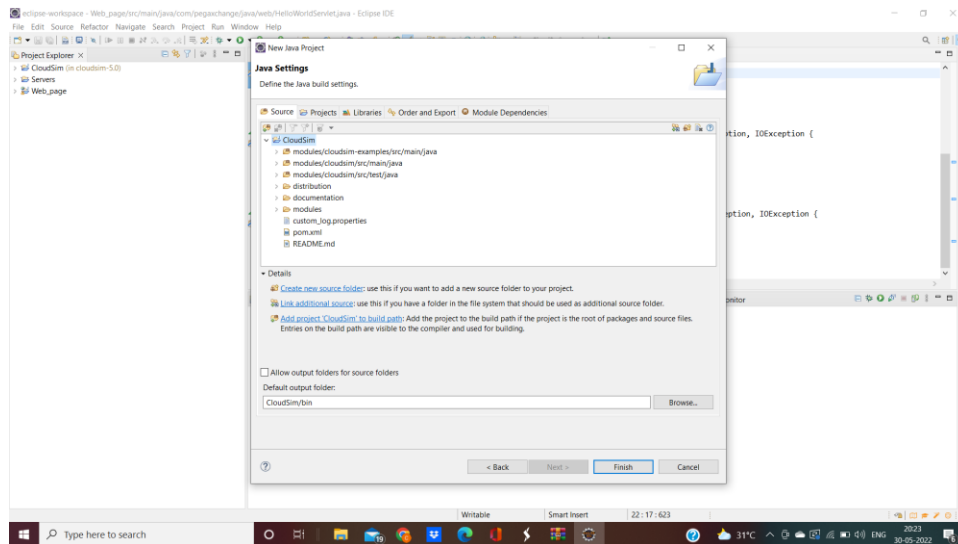 eclipse-workspace - Web_page/src/main/java/com/pegaxchange/java/web/HelloWorldServlet.java - Eclipse IDE
File Edit Source Refactor Navigate Search Project Run Window Help
Project Explorer
CloudSim (in cloudsim-5.0)
Servers
Web_page
New Java Project
Java Settings
Define the Java build settings.
Source Projects Libraries Order and Export Module Dependencies
CloudSim
modules/cloudsim-examples/src/main/java
modules/cloudsim/src/main/java
modules/cloudsim/src/test/java
distribution
documentation
modules
custom_log.properties
pom.xml
README.md
Details
Create new source folder: use this if you want to add a new source folder to your project.
Link additional source: use this if you have a folder in the file system that should be used as additional source folder.
Add project 'CloudSim' to build path: Add the project to the build path if the project is the root of packages and source files.
Entries on the build path are visible to the compiler and used for building.
Allow output folders for source folders
Default output folder:
CloudSim/bin
Browse...
< Back Next > Finish Cancel
tion, IOException {
ption, IOException {
onitor
Writable Smart Insert 22 : 17 : 623
Type here to search
19
31°C ENG 20:23
30-05-2022